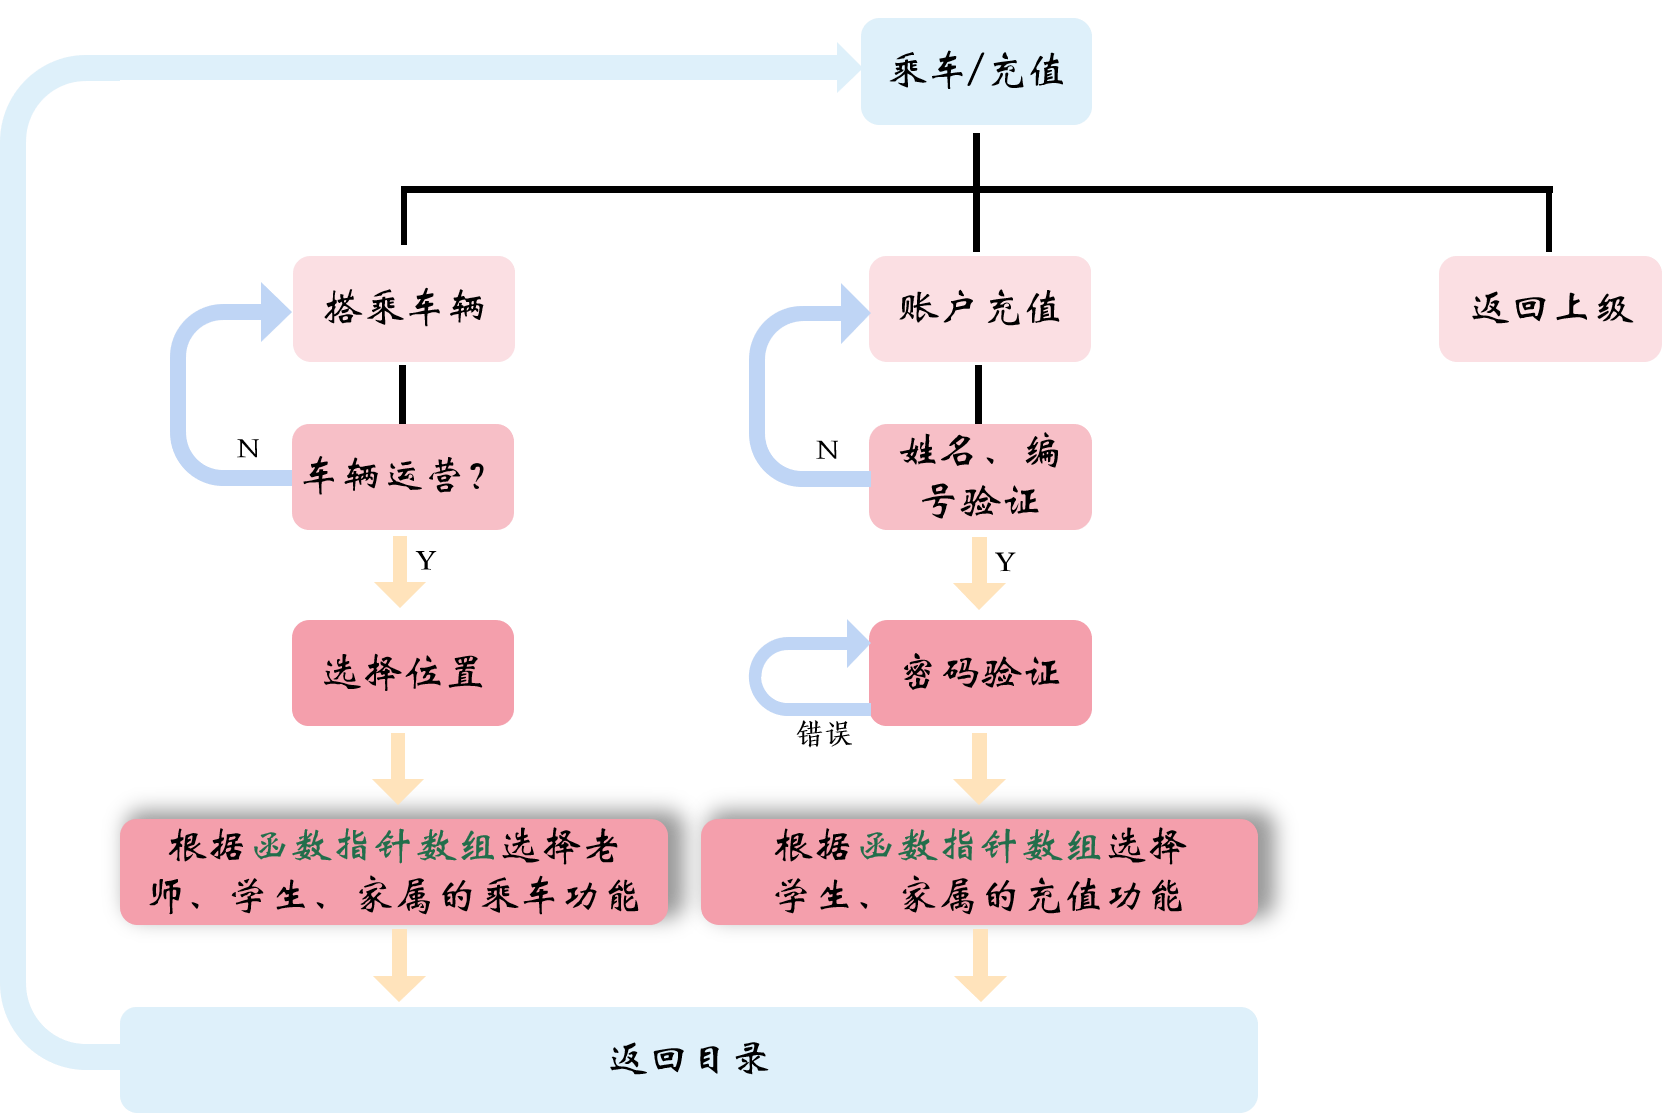 乘车/充值
搭乘车辆
账户充值
返回上级
N
车辆运营？
N
姓名、编
号验证
Y
Y
选择位置
密码验证
错误
根据函数指针数组选择老
师、学生、家属的乘车功能
根据函数指针数组选择
学生、家属的充值功能
返回目录